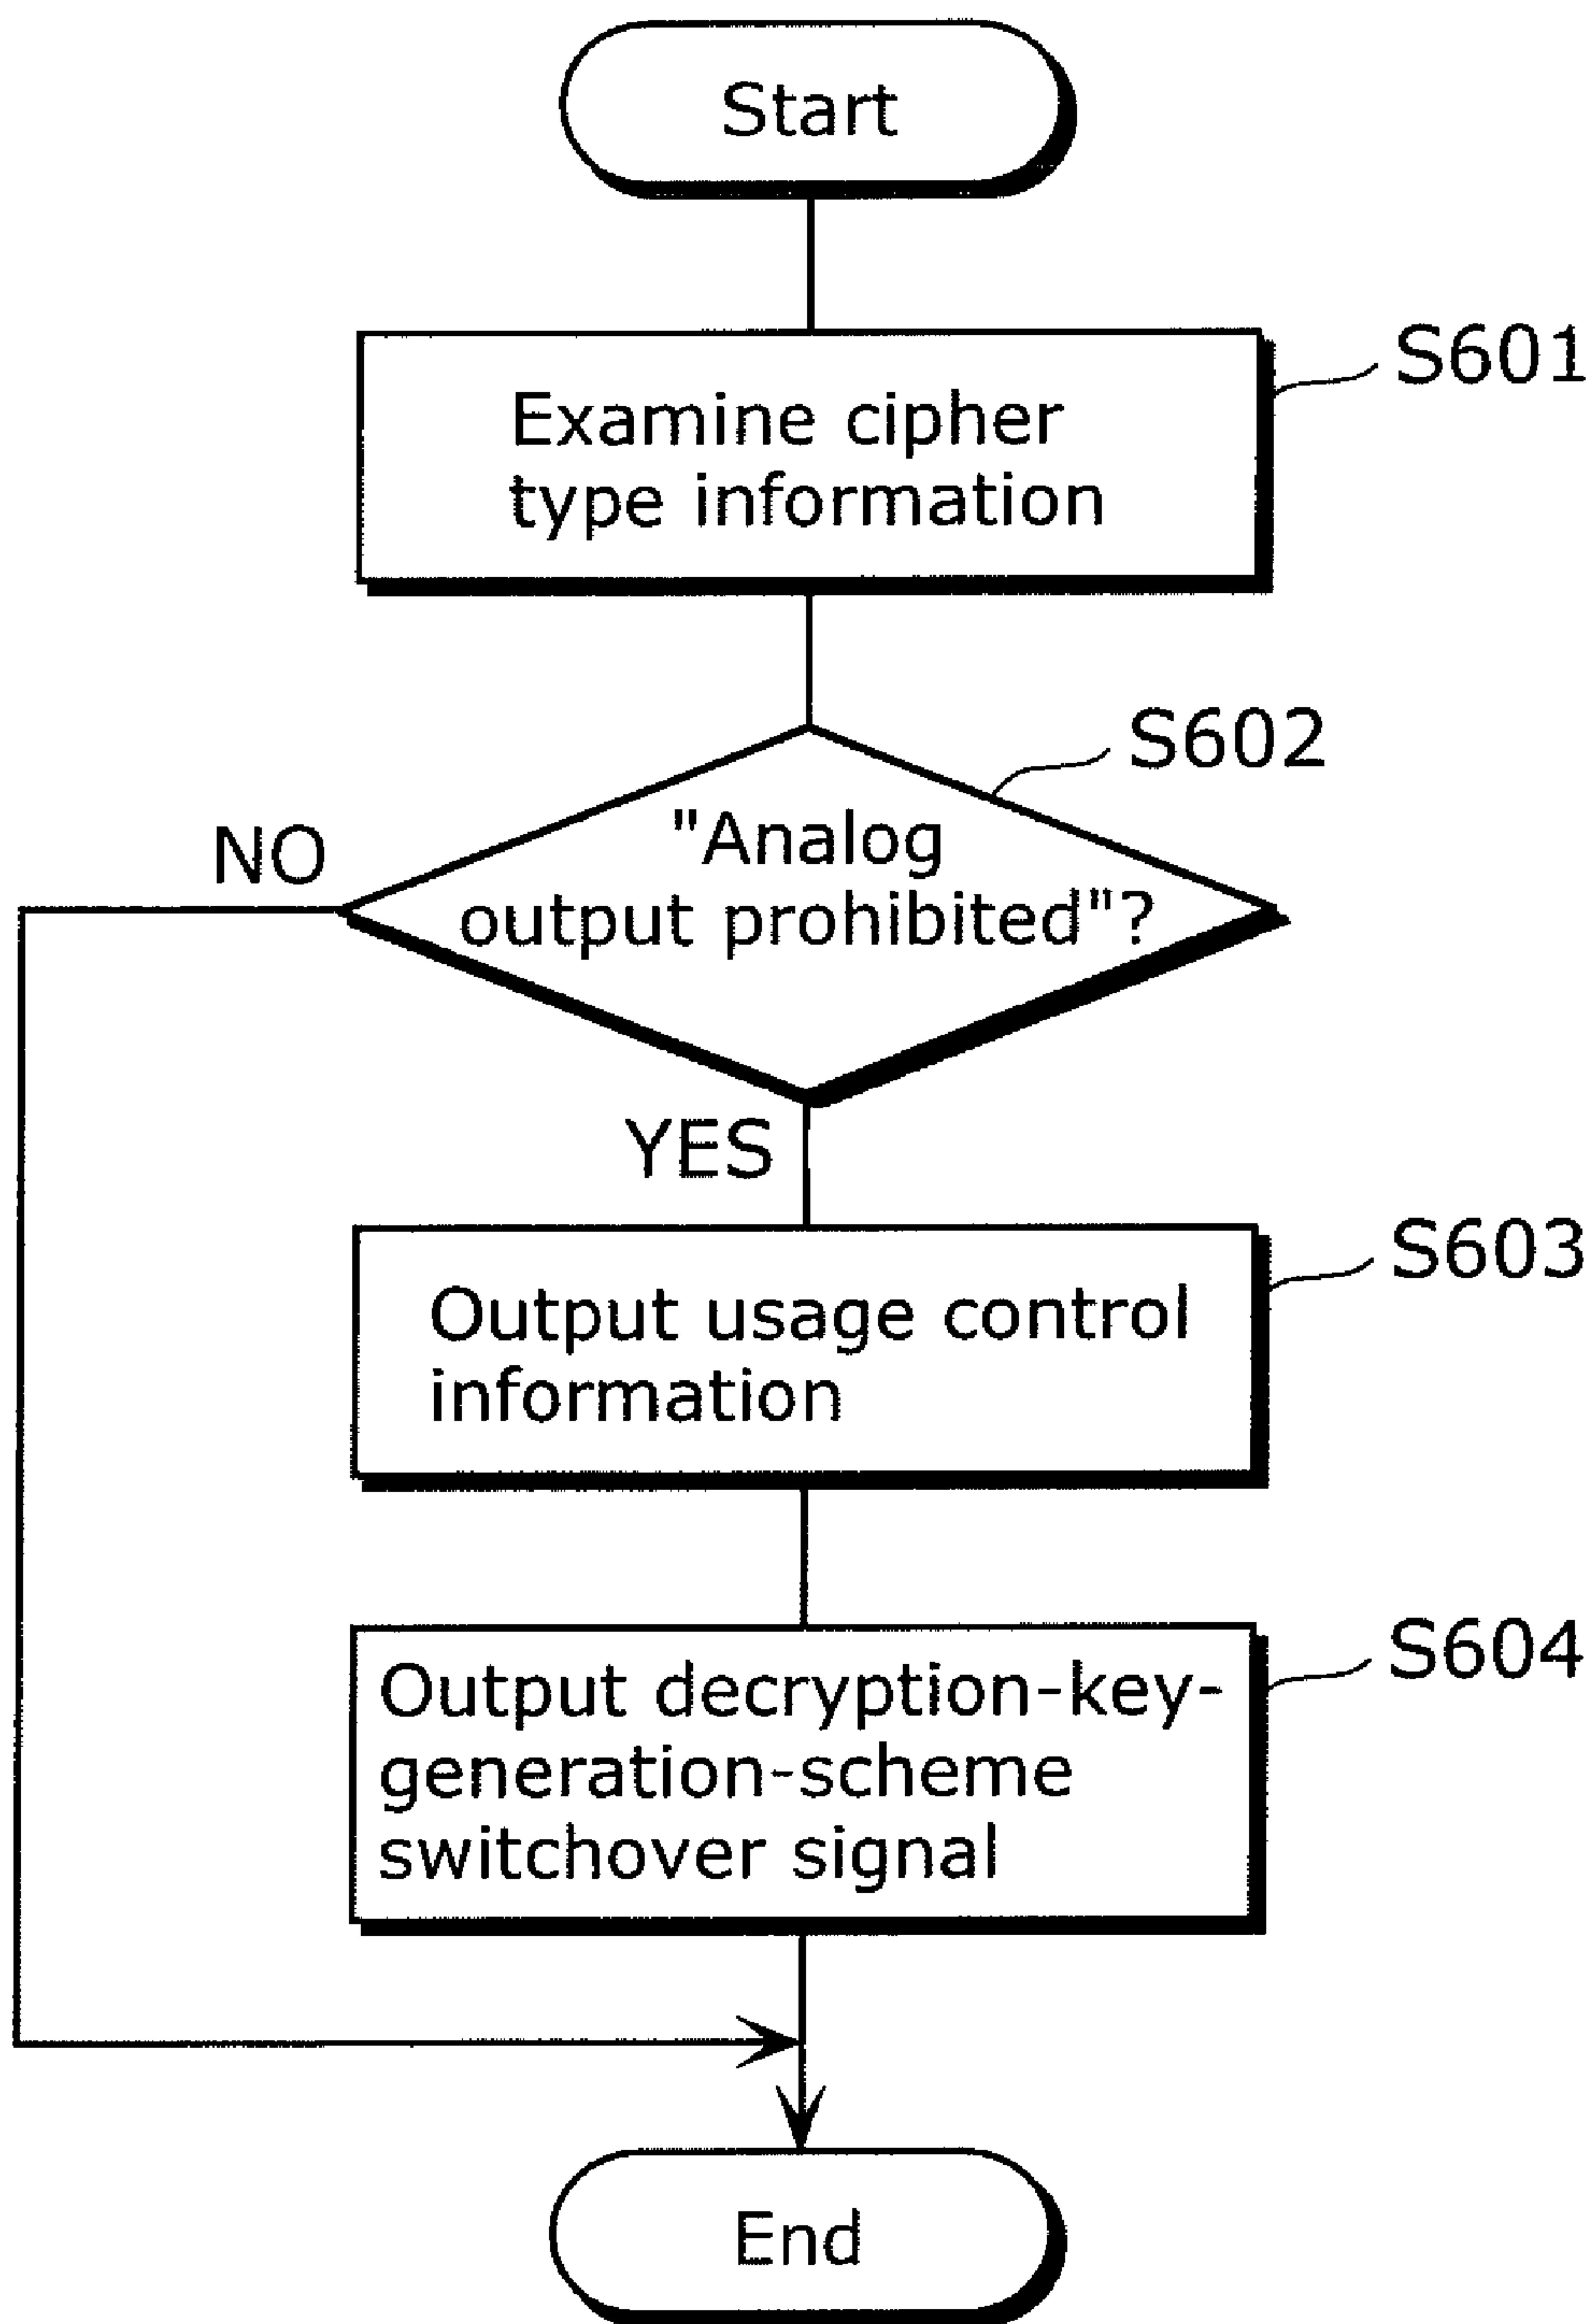 Start
S601
Examine cipher
type information
S602
"Analog
output prohibited"?
NO
YES
S603
Output usage control
information
S604
Output decryption-key-
generation-scheme
switchover signal
End